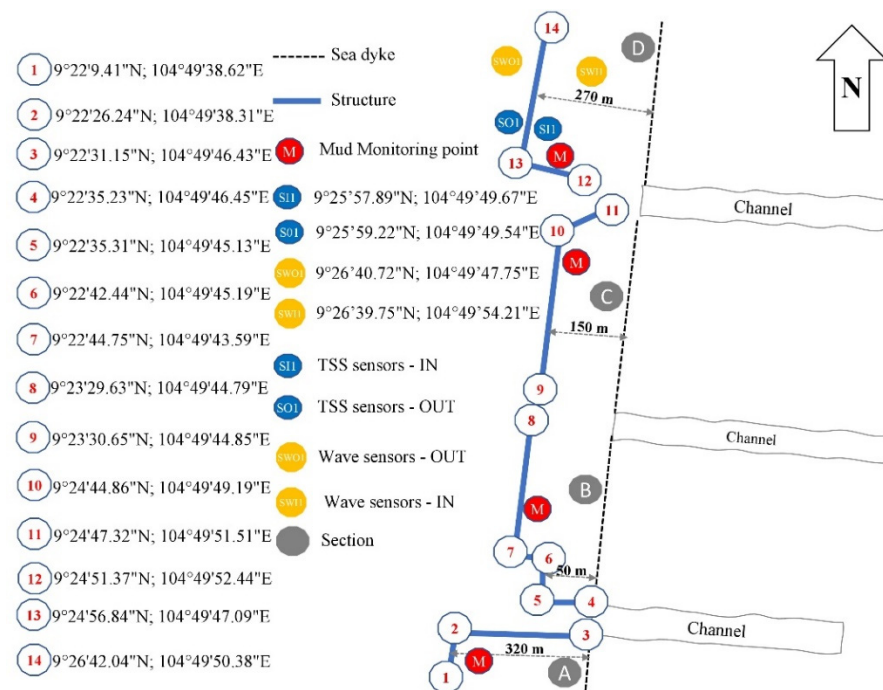 1 9°22'9.41"N; 104°49'38.62"E
2 9°22'26.24"N; 104°49'38.31"E
3 9°22'31.15"N; 104°49'46.43"E
4 9°22'35.23"N; 104°49'46.45"E
5 9°22'35.31"N; 104°49'45.13"E
6 9°22'42.44"N; 104°49'45.19"E
7 9°22'44.75"N; 104°49'43.59"E
8 9°23'29.63"N; 104°49'44.79"E
9 9°23'30.65"N; 104°49'44.85"E
10 9°24'44.86"N; 104°49'49.19"E
11 9°24'47.32"N; 104°49'51.51"E
12 9°24'51.37"N; 104°49'52.44"E
13 9°24'56.84"N; 104°49'47.09"E
14 9°26'42.04"N; 104°49'50.38"E
Sea dyke
Structure
M Mud Monitoring point
SI1 9°25'57.89"N; 104°49'49.67"E
S01 9°25'59.22"N; 104°49'49.54"E
SWO1 9°26’40.72"N; 104°49'47.75"E
SWI1 9°26’39.75"N; 104°49'54.21"E
SI1 TSS sensors - IN
SO1 TSS sensors - OUT
SWO1 Wave sensors - OUT
SWI1 Wave sensors - IN
Section
14
D
SWO1
SWI1
270 m
N
SO1
SI1
M
13
12
11
Channel
10
M
C
150 m
9
8
Channel
B
M
7
6
50 m
5
4
2
3
Channel
320 m
M
A
1